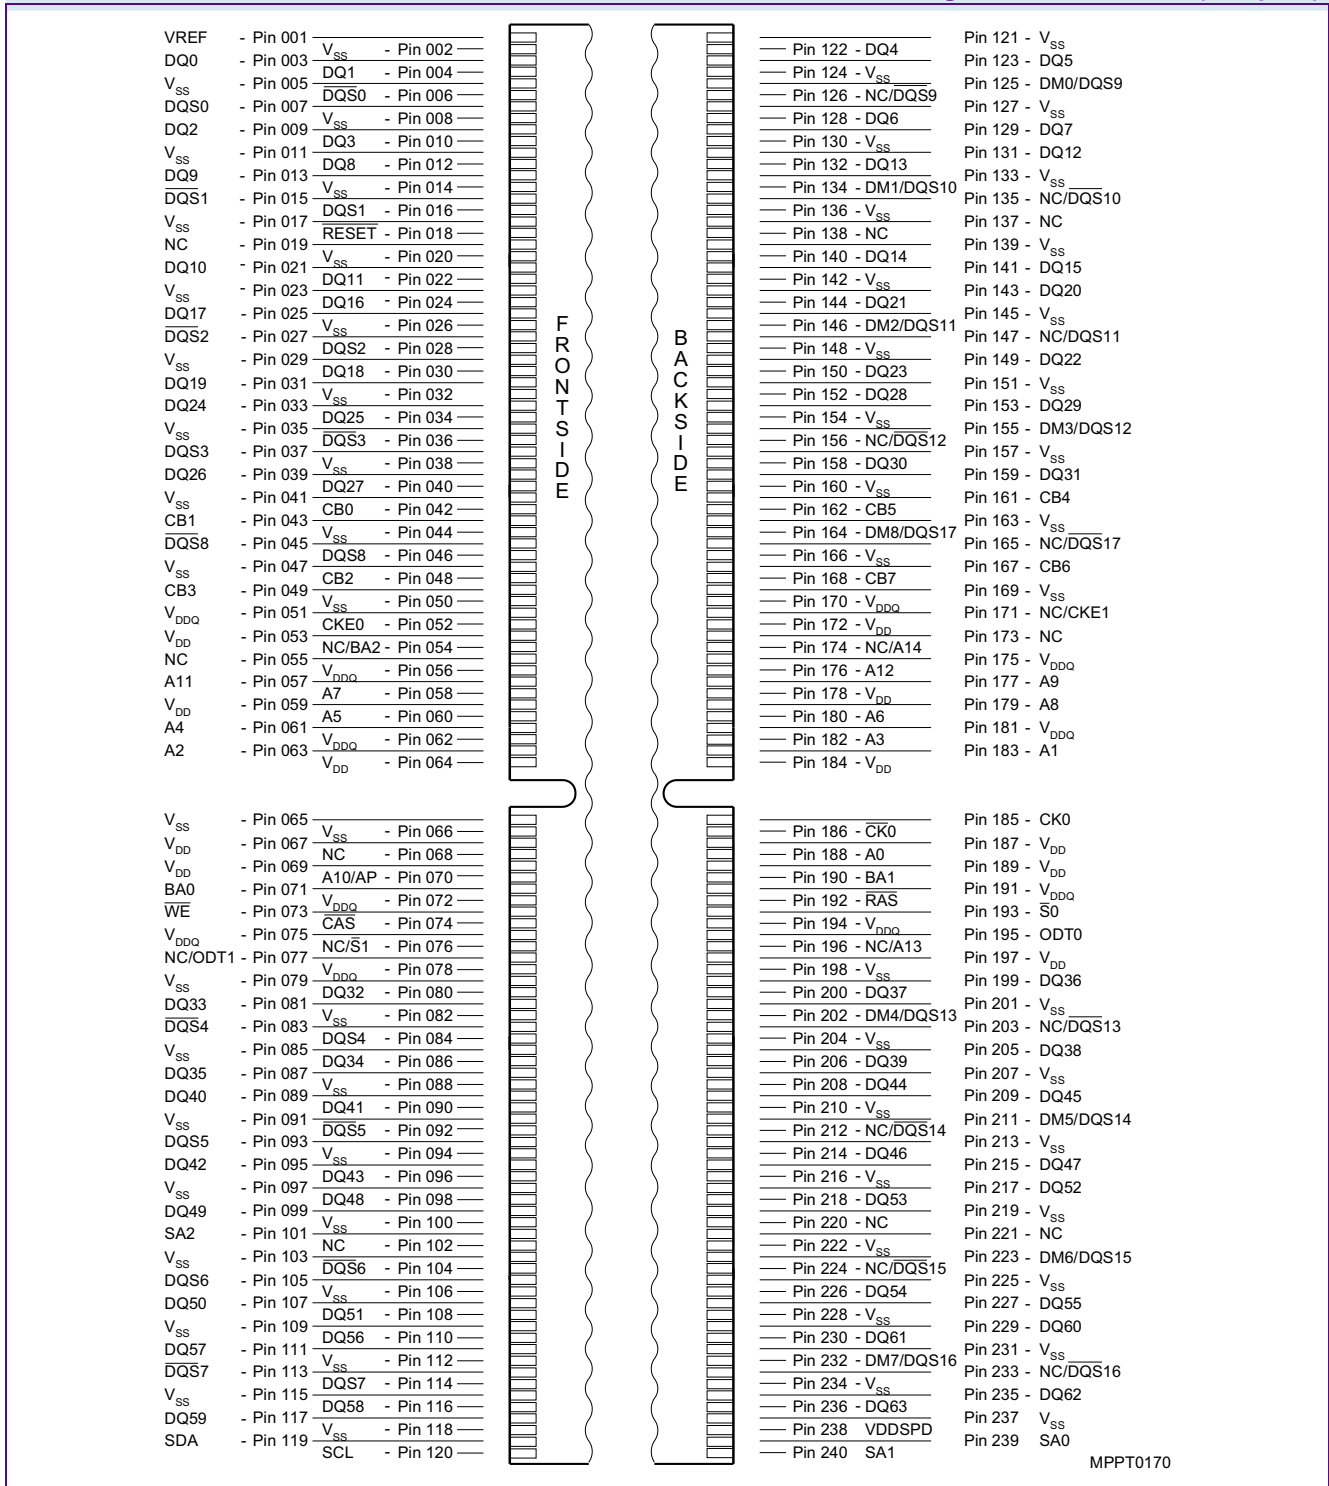 VREF - Pin 001
VSS - Pin 002
DQ0 - Pin 003
DQ1 - Pin 004
VSS - Pin 005
DQS0 - Pin 006
DQS0 - Pin 007
VSS - Pin 008
DQ2 - Pin 009
DQ3 - Pin 010
VSS - Pin 011
DQ8 - Pin 012
DQ9 - Pin 013
VSS - Pin 014
DQS1 - Pin 015
DQS1 - Pin 016
VSS - Pin 017
RESET - Pin 018
NC - Pin 019
VSS - Pin 020
DQ10 - Pin 021
DQ11 - Pin 022
VSS - Pin 023
DQ16 - Pin 024
DQ17 - Pin 025
VSS - Pin 026
DQS2 - Pin 027
DQS2 - Pin 028
VSS - Pin 029
DQ18 - Pin 030
DQ19 - Pin 031
VSS - Pin 032
DQ24 - Pin 033
DQ25 - Pin 034
VSS - Pin 035
DQS3 - Pin 036
DQS3 - Pin 037
VSS - Pin 038
DQ26 - Pin 039
DQ27 - Pin 040
VSS - Pin 041
CB0 - Pin 042
CB1 - Pin 043
VSS - Pin 044
DQS8 - Pin 045
DQS8 - Pin 046
VSS - Pin 047
CB2 - Pin 048
CB3 - Pin 049
VSS - Pin 050
VDDQ - Pin 051
CKE0 - Pin 052
VDD - Pin 053
NC/BA2 - Pin 054
NC - Pin 055
VDDQ - Pin 056
A11 - Pin 057
A7 - Pin 058
VDD - Pin 059
A5 - Pin 060
A4 - Pin 061
VDDQ - Pin 062
A2 - Pin 063
VDD - Pin 064
VSS - Pin 065
VSS - Pin 066
VDD - Pin 067
NC - Pin 068
VDD - Pin 069
A10/AP - Pin 070
BA0 - Pin 071
VDDQ - Pin 072
WE - Pin 073
CAS - Pin 074
VDDQ - Pin 075
NC/S1 - Pin 076
NC/ODT1 - Pin 077
VDDQ - Pin 078
VSS - Pin 079
DQ32 - Pin 080
DQ33 - Pin 081
VSS - Pin 082
DQS4 - Pin 083
DQS4 - Pin 084
VSS - Pin 085
DQ34 - Pin 086
DQ35 - Pin 087
VSS - Pin 088
DQ40 - Pin 089
DQ41 - Pin 090
VSS - Pin 091
DQS5 - Pin 092
DQS5 - Pin 093
VSS - Pin 094
DQ42 - Pin 095
DQ43 - Pin 096
VSS - Pin 097
DQ48 - Pin 098
DQ49 - Pin 099
VSS - Pin 100
SA2 - Pin 101
NC - Pin 102
VSS - Pin 103
DQS6 - Pin 104
DQS6 - Pin 105
VSS - Pin 106
DQ50 - Pin 107
DQ51 - Pin 108
VSS - Pin 109
DQ56 - Pin 110
DQ57 - Pin 111
VSS - Pin 112
DQS7 - Pin 113
DQS7 - Pin 114
VSS - Pin 115
DQ58 - Pin 116
DQ59 - Pin 117
VSS - Pin 118
SDA - Pin 119
SCL - Pin 120
FRONTSIDE
BACKSIDE
Pin 121 - VSS
Pin 122 - DQ4
Pin 123 - DQ5
Pin 124 - VSS
Pin 125 - DM0/DQS9
Pin 126 - NC/DQS9
Pin 127 - VSS
Pin 128 - DQ6
Pin 129 - DQ7
Pin 130 - VSS
Pin 131 - DQ12
Pin 132 - DQ13
Pin 133 - VSS
Pin 134 - DM1/DQS10
Pin 135 - NC/DQS10
Pin 136 - VSS
Pin 137 - NC
Pin 138 - NC
Pin 139 - VSS
Pin 140 - DQ14
Pin 141 - DQ15
Pin 142 - VSS
Pin 143 - DQ20
Pin 144 - DQ21
Pin 145 - VSS
Pin 146 - DM2/DQS11
Pin 147 - NC/DQS11
Pin 148 - VSS
Pin 149 - DQ22
Pin 150 - DQ23
Pin 151 - VSS
Pin 152 - DQ28
Pin 153 - DQ29
Pin 154 - VSS
Pin 155 - DM3/DQS12
Pin 156 - NC/DQS12
Pin 157 - VSS
Pin 158 - DQ30
Pin 159 - DQ31
Pin 160 - VSS
Pin 161 - CB4
Pin 162 - CB5
Pin 163 - VSS
Pin 164 - DM8/DQS17
Pin 165 - NC/DQS17
Pin 166 - VSS
Pin 167 - CB6
Pin 168 - CB7
Pin 169 - VSS
Pin 170 - VDDQ
Pin 171 - NC/CKE1
Pin 172 - VDD
Pin 173 - NC
Pin 174 - NC/A14
Pin 175 - VDDQ
Pin 176 - A12
Pin 177 - A9
Pin 178 - VDD
Pin 179 - A8
Pin 180 - A6
Pin 181 - VDDQ
Pin 182 - A3
Pin 183 - A1
Pin 184 - VDD
Pin 185 - CK0
Pin 186 - CK0
Pin 187 - VDD
Pin 188 - A0
Pin 189 - VDD
Pin 190 - BA1
Pin 191 - VDDQ
Pin 192 - RAS
Pin 193 - S0
Pin 194 - VDDQ
Pin 195 - ODT0
Pin 196 - NC/A13
Pin 197 - VDD
Pin 198 - VSS
Pin 199 - DQ36
Pin 200 - DQ37
Pin 201 - VSS
Pin 202 - DM4/DQS13
Pin 203 - NC/DQS13
Pin 204 - VSS
Pin 205 - DQ38
Pin 206 - DQ39
Pin 207 - VSS
Pin 208 - DQ44
Pin 209 - DQ45
Pin 210 - VSS
Pin 211 - DM5/DQS14
Pin 212 - NC/DQS14
Pin 213 - VSS
Pin 214 - DQ46
Pin 215 - DQ47
Pin 216 - VSS
Pin 217 - DQ52
Pin 218 - DQ53
Pin 219 - VSS
Pin 220 - NC
Pin 221 - NC
Pin 222 - VSS
Pin 223 - DM6/DQS15
Pin 224 - NC/DQS15
Pin 225 - VSS
Pin 226 - DQ54
Pin 227 - DQ55
Pin 228 - VSS
Pin 229 - DQ60
Pin 230 - DQ61
Pin 231 - VSS
Pin 232 - DM7/DQS16
Pin 233 - NC/DQS16
Pin 234 - VSS
Pin 235 - DQ62
Pin 236 - DQ63
Pin 237 VSS
Pin 238 VDDSPD
Pin 239 SA0
Pin 240 SA1
MPPT0170